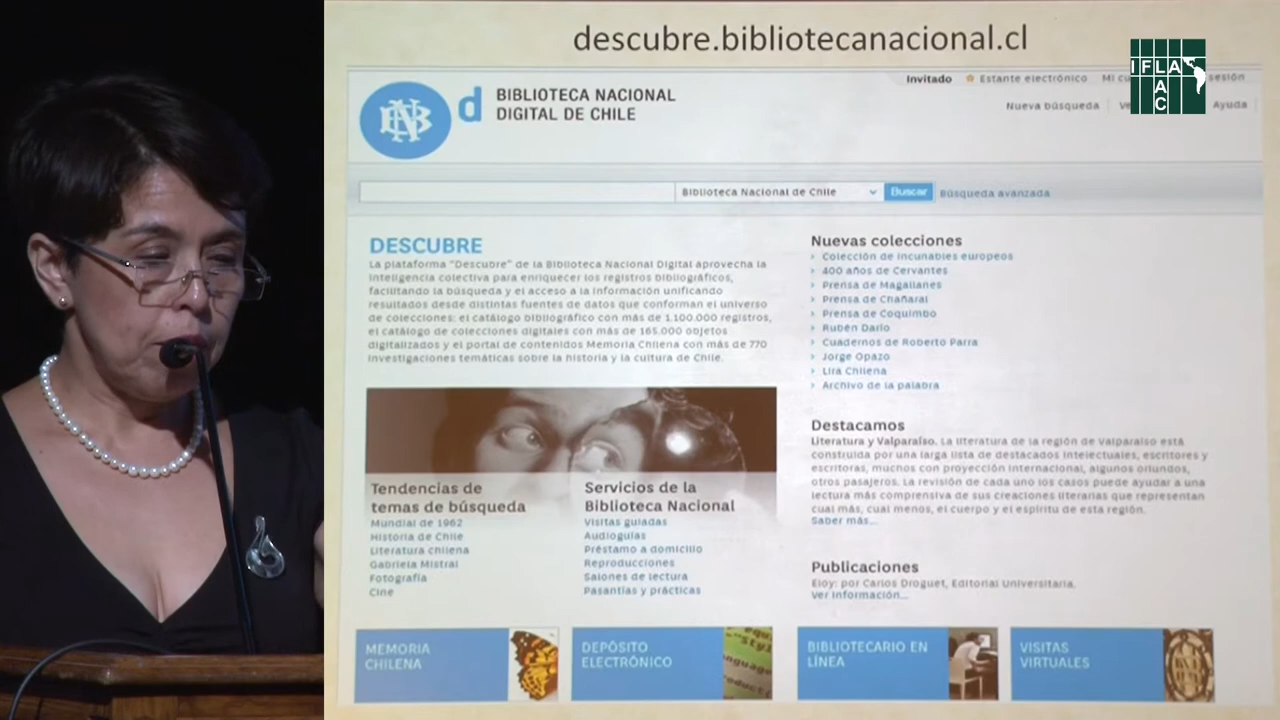 descubre.bibliotecanacional.cl
IFLA
LAC
Invitado Estante electrónico Mi cu sesión
BND
d BIBLIOTECA NACIONAL
DIGITAL DE CHILE
Nueva búsqueda Ve Ayuda
Biblioteca Nacional de Chile Buscar Búsqueda avanzada
DESCUBRE
La plataforma "Descubre" de la Biblioteca Nacional Digital aprovecha la
inteligencia colectiva para enriquecer los registros bibliográficos,
facilitando la búsqueda y el acceso a la información unificando
resultados desde distintas fuentes de datos que conforman el universo
de colecciones: el catálogo bibliográfico con más de 1.100.000 registros,
el catálogo de colecciones digitales con más de 165.000 objetos
digitalizados y el portal de contenidos Memoria Chilena con más de 770
investigaciones temáticas sobre la historia y la cultura de Chile.
Tendencias de
temas de búsqueda
Mundial de 1962
Historia de Chile
Literatura chilena
Gabriela Mistral
Fotografía
Cine
Servicios de la
Biblioteca Nacional
Visitas guiadas
Audioguías
Préstamo a domicilio
Reproducciones
Salones de lectura
Pasantías y prácticas
Nuevas colecciones
Colección de incunables europeos
400 años de Cervantes
Prensa de Magallanes
Prensa de Chañaral
Prensa de Coquimbo
Rubén Darío
Cuadernos de Roberto Parra
Jorge Opazo
Lira Chilena
Archivo de la palabra
Destacamos
Literatura y Valparaíso. La literatura de la región de Valparaíso está
construida por una larga lista de destacados intelectuales, escritores y
escritoras, muchos con proyección internacional, algunos oriundos,
otros pasajeros. La revisión de cada uno los casos puede ayudar a una
lectura más comprensiva de sus creaciones literarias que representan
cual más, cual menos, el cuerpo y el espíritu de esta región.
Saber más...
Publicaciones
Eloy: por Carlos Droguet, Editorial Universitaria.
Ver información...
MEMORIA
CHILENA
DEPÓSITO
ELECTRÓNICO
BIBLIOTECARIO EN
LÍNEA
VISITAS
VIRTUALES